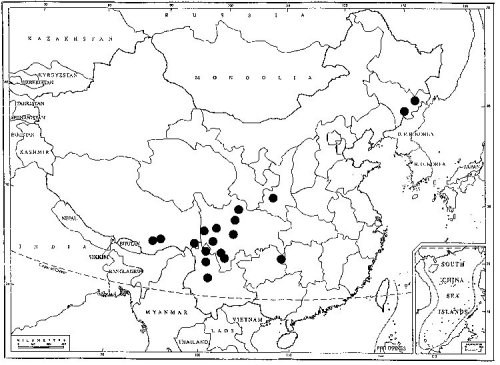 R U S S I A
KAZAKHSTAN
MONGOLIA
KYRGYZSTAN
TAJIKISTAN
KASHMIR
D.P.R.KOREA
R.O.KOREA
JAPAN
NEPAL
INDIA
SIKKIM
BHUTAN
BANGLADESH
MYANMAR
VIETNAM
LAOS
THAILAND
PHILIPPINES
SOUTH
CHINA
SEA
ISLANDS
KILOMETERS